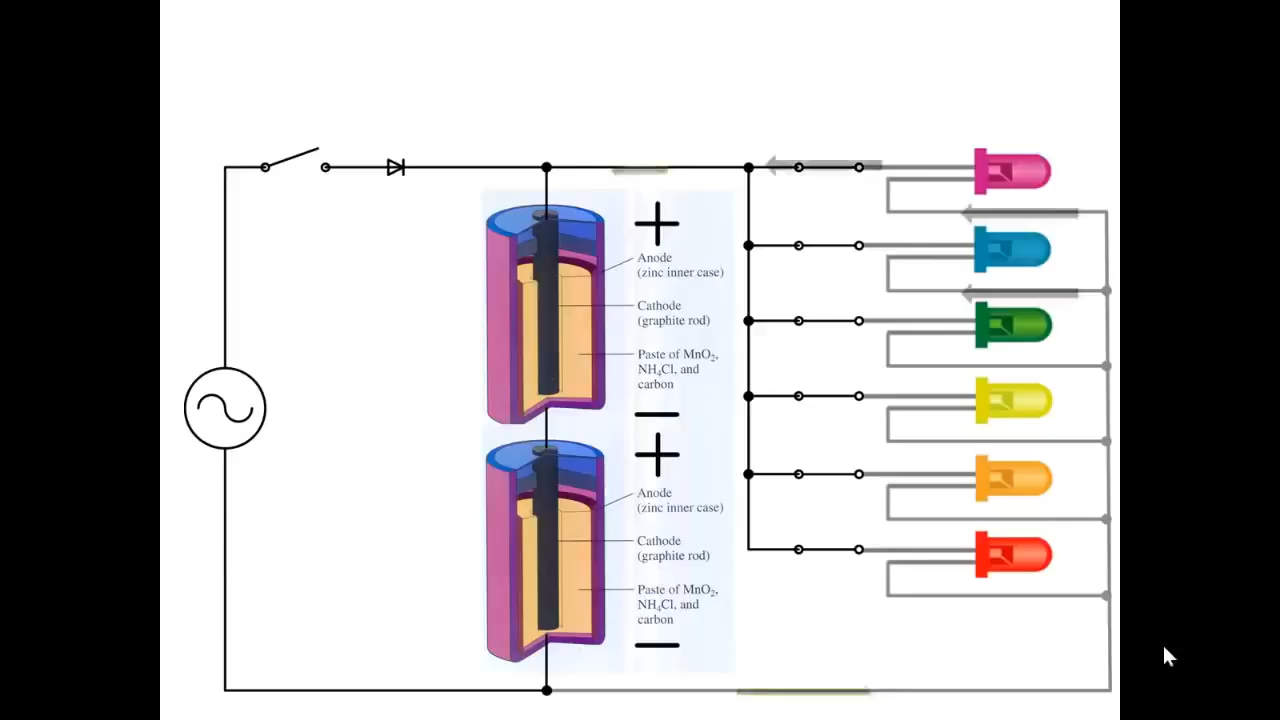 Anode
(zinc inner case)
Cathode
(graphite rod)
Paste of MnO₂,
NH₄Cl, and
carbon
Anode
(zinc inner case)
Cathode
(graphite rod)
Paste of MnO₂,
NH₄Cl, and
carbon